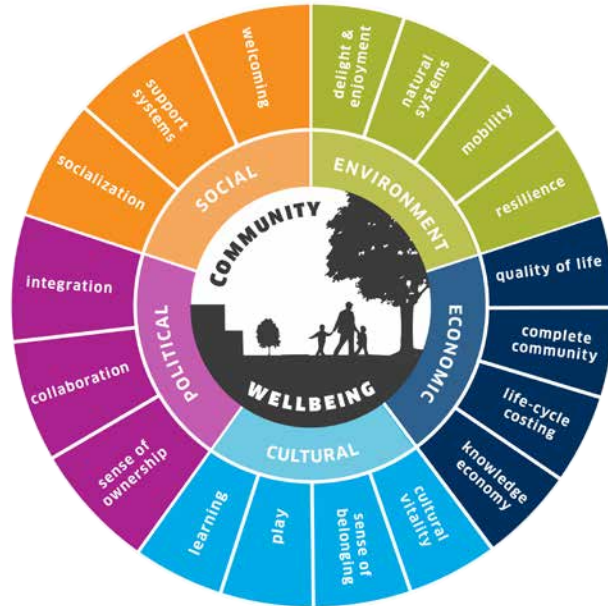 COMMUNITY
WELLBEING
SOCIAL
welcoming
support
systems
socialization
ENVIRONMENT
delight &
enjoyment
natural
systems
mobility
resilience
ECONOMIC
quality of life
complete
community
life-cycle
costing
knowledge
economy
CULTURAL
cultural
vitality
sense of
belonging
play
learning
POLITICAL
sense of
ownership
collaboration
integration